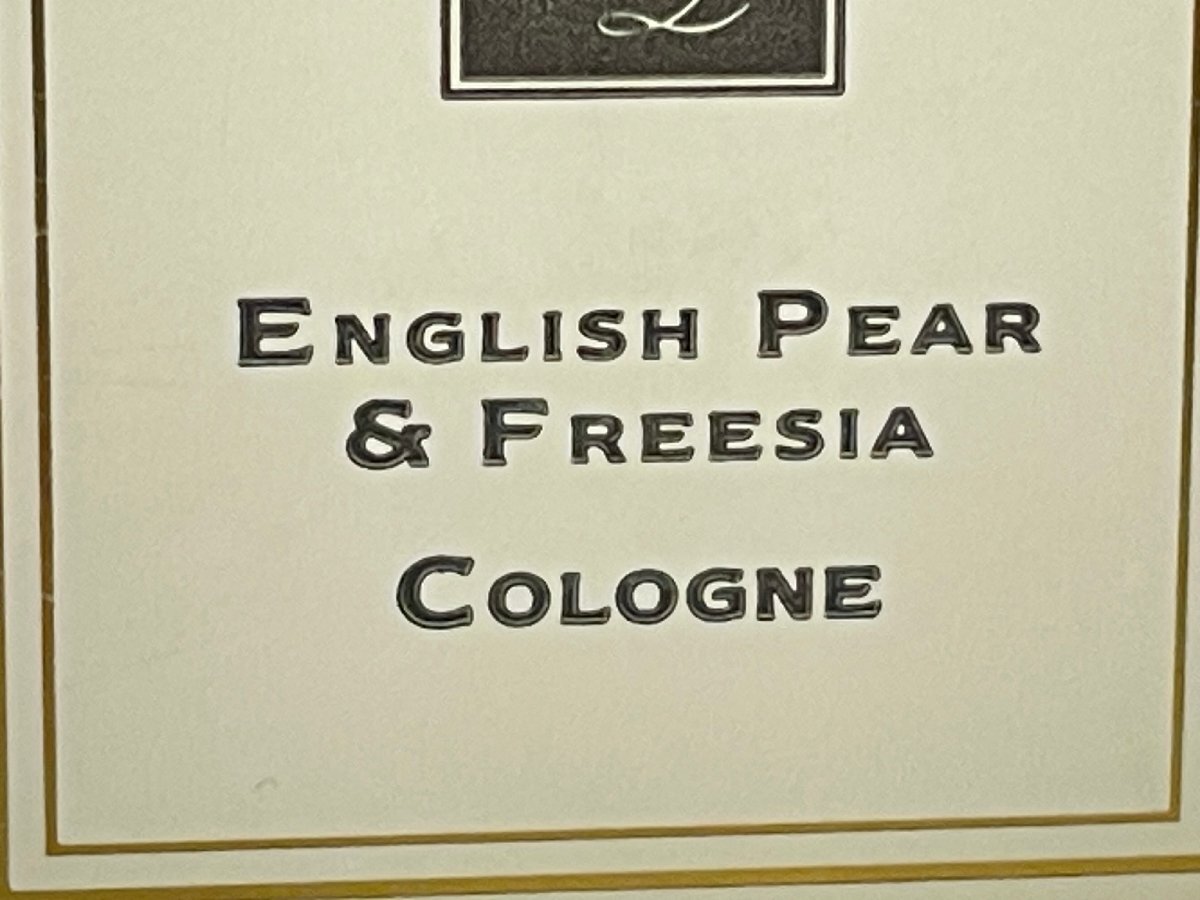 English Pear
& Freesia
Cologne